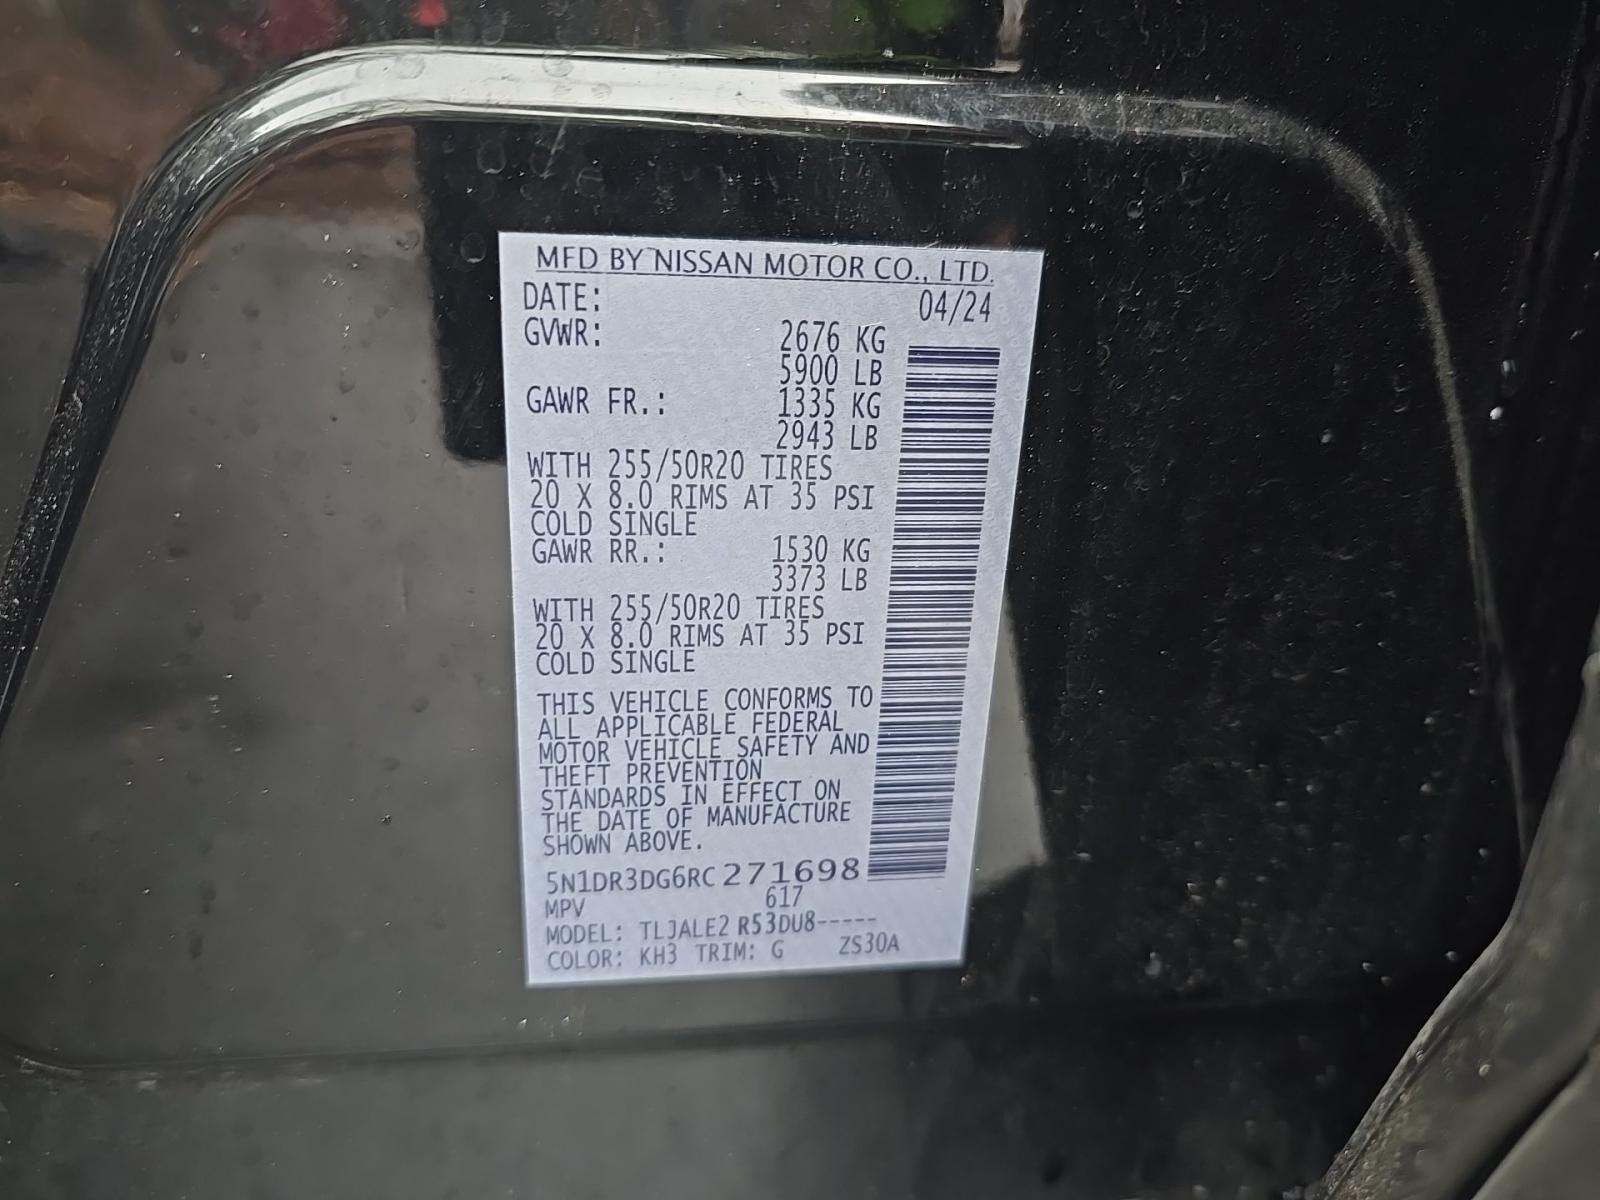 MFD BY NISSAN MOTOR CO., LTD.
DATE: 04/24
GVWR: 2676 KG
5900 LB
GAWR FR.: 1335 KG
2943 LB
WITH 255/50R20 TIRES
20 X 8.0 RIMS AT 35 PSI
COLD SINGLE
GAWR RR.: 1530 KG
3373 LB
WITH 255/50R20 TIRES
20 X 8.0 RIMS AT 35 PSI
COLD SINGLE
THIS VEHICLE CONFORMS TO
ALL APPLICABLE FEDERAL
MOTOR VEHICLE SAFETY AND
THEFT PREVENTION
STANDARDS IN EFFECT ON
THE DATE OF MANUFACTURE
SHOWN ABOVE.
5N1DR3DG6RC271698
MPV 617
MODEL: TLJALE2 R53DU8-----
COLOR: KH3 TRIM: G ZS30A